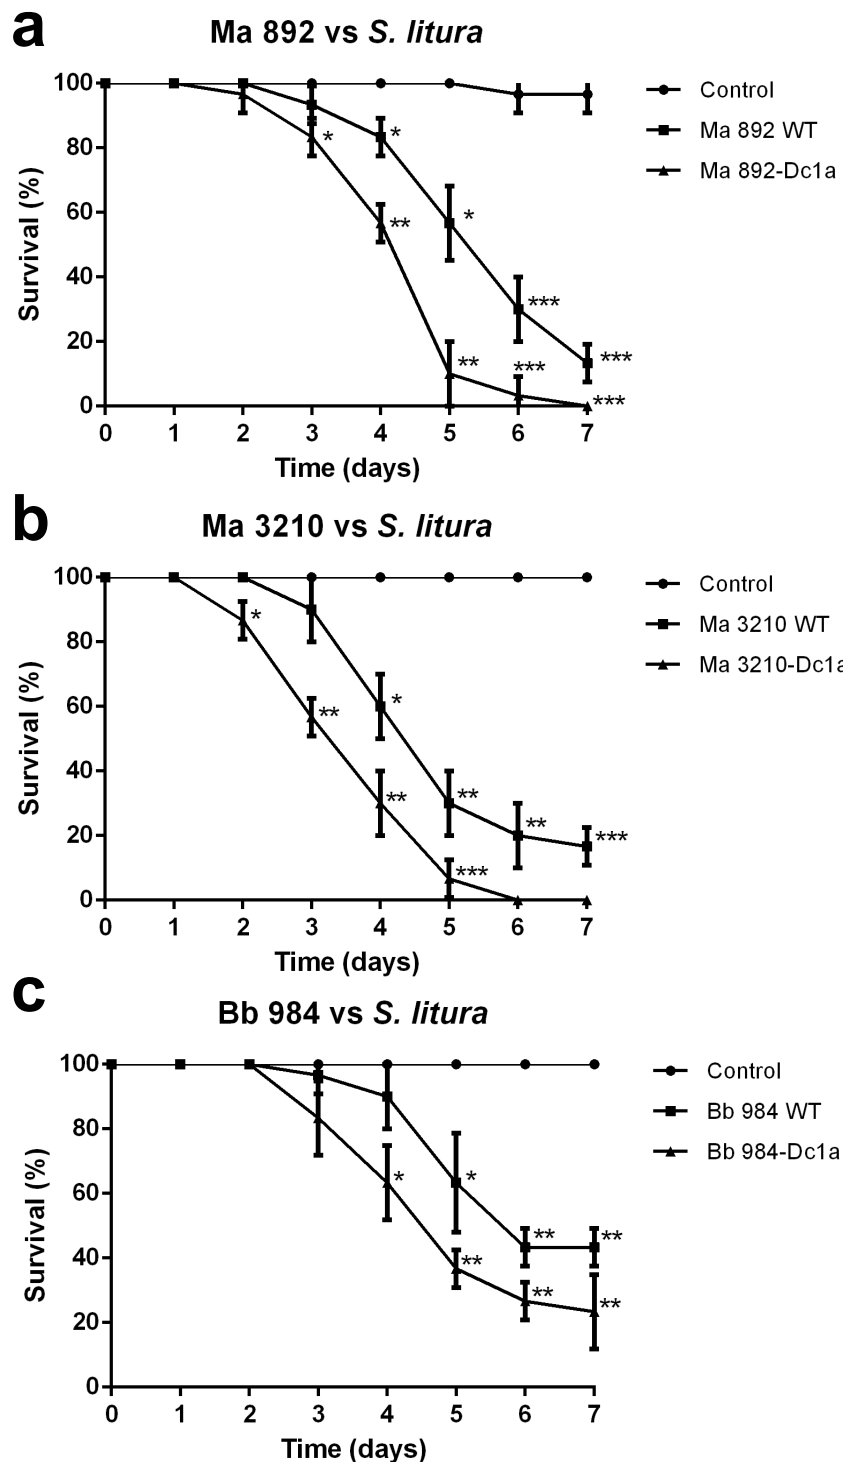 a
Ma 892 vs S. litura
100
80
60
40
20
0
Survival (%)
*
**
*
*
**
***
***
***
***
0 1 2 3 4 5 6 7
Time (days)
Control
Ma 892 WT
Ma 892-Dc1a
b
Ma 3210 vs S. litura
100
80
60
40
20
0
Survival (%)
*
**
*
**
**
***
**
***
0 1 2 3 4 5 6 7
Time (days)
Control
Ma 3210 WT
Ma 3210-Dc1a
c
Bb 984 vs S. litura
100
80
60
40
20
0
Survival (%)
*
*
**
**
**
**
**
0 1 2 3 4 5 6 7
Time (days)
Control
Bb 984 WT
Bb 984-Dc1a